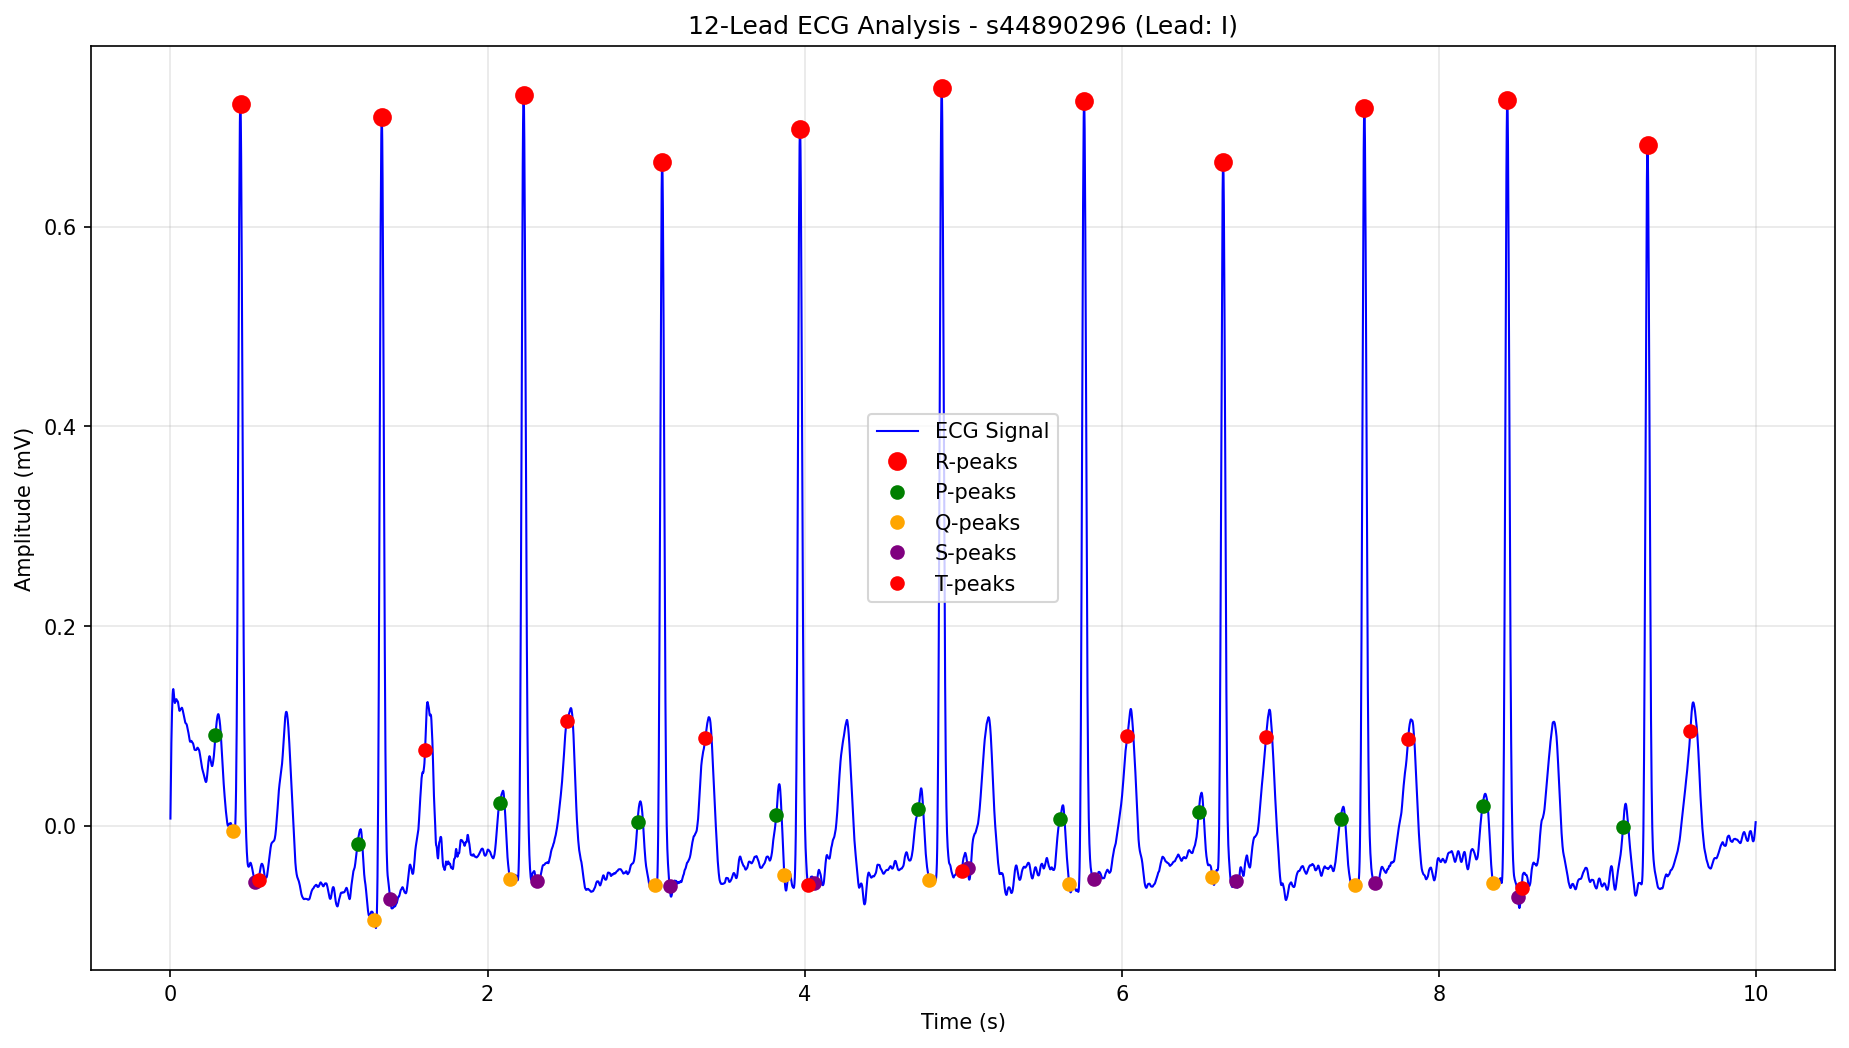 12-Lead ECG Analysis - s44890296 (Lead: I)
Amplitude (mV)
0.6
0.4
0.2
0.0
ECG Signal
R-peaks
P-peaks
Q-peaks
S-peaks
T-peaks
0 2 4 6 8 10
Time (s)